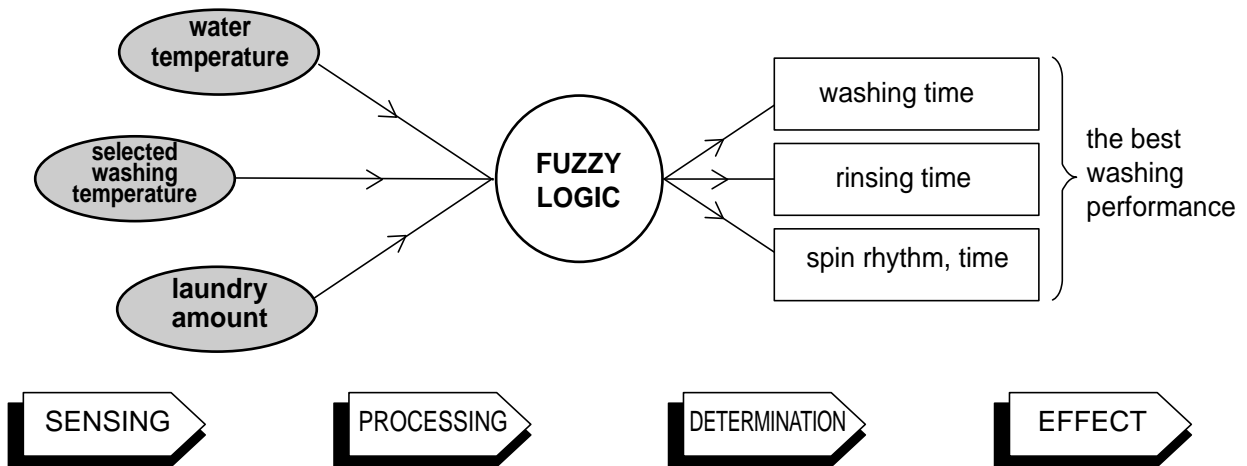 water
temperature
selected
washing
temperature
laundry
amount
FUZZY
LOGIC
washing time
rinsing time
spin rhythm, time
the best
washing
performance
SENSING
PROCESSING
DETERMINATION
EFFECT